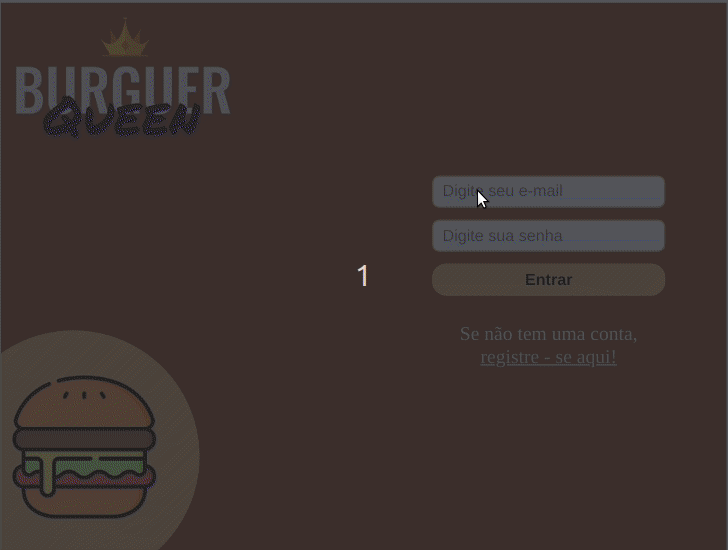 BURGUER
QUEEN
Digite seu e-mail
Digite sua senha
1
Entrar
Se não tem uma conta,
registre - se aqui!